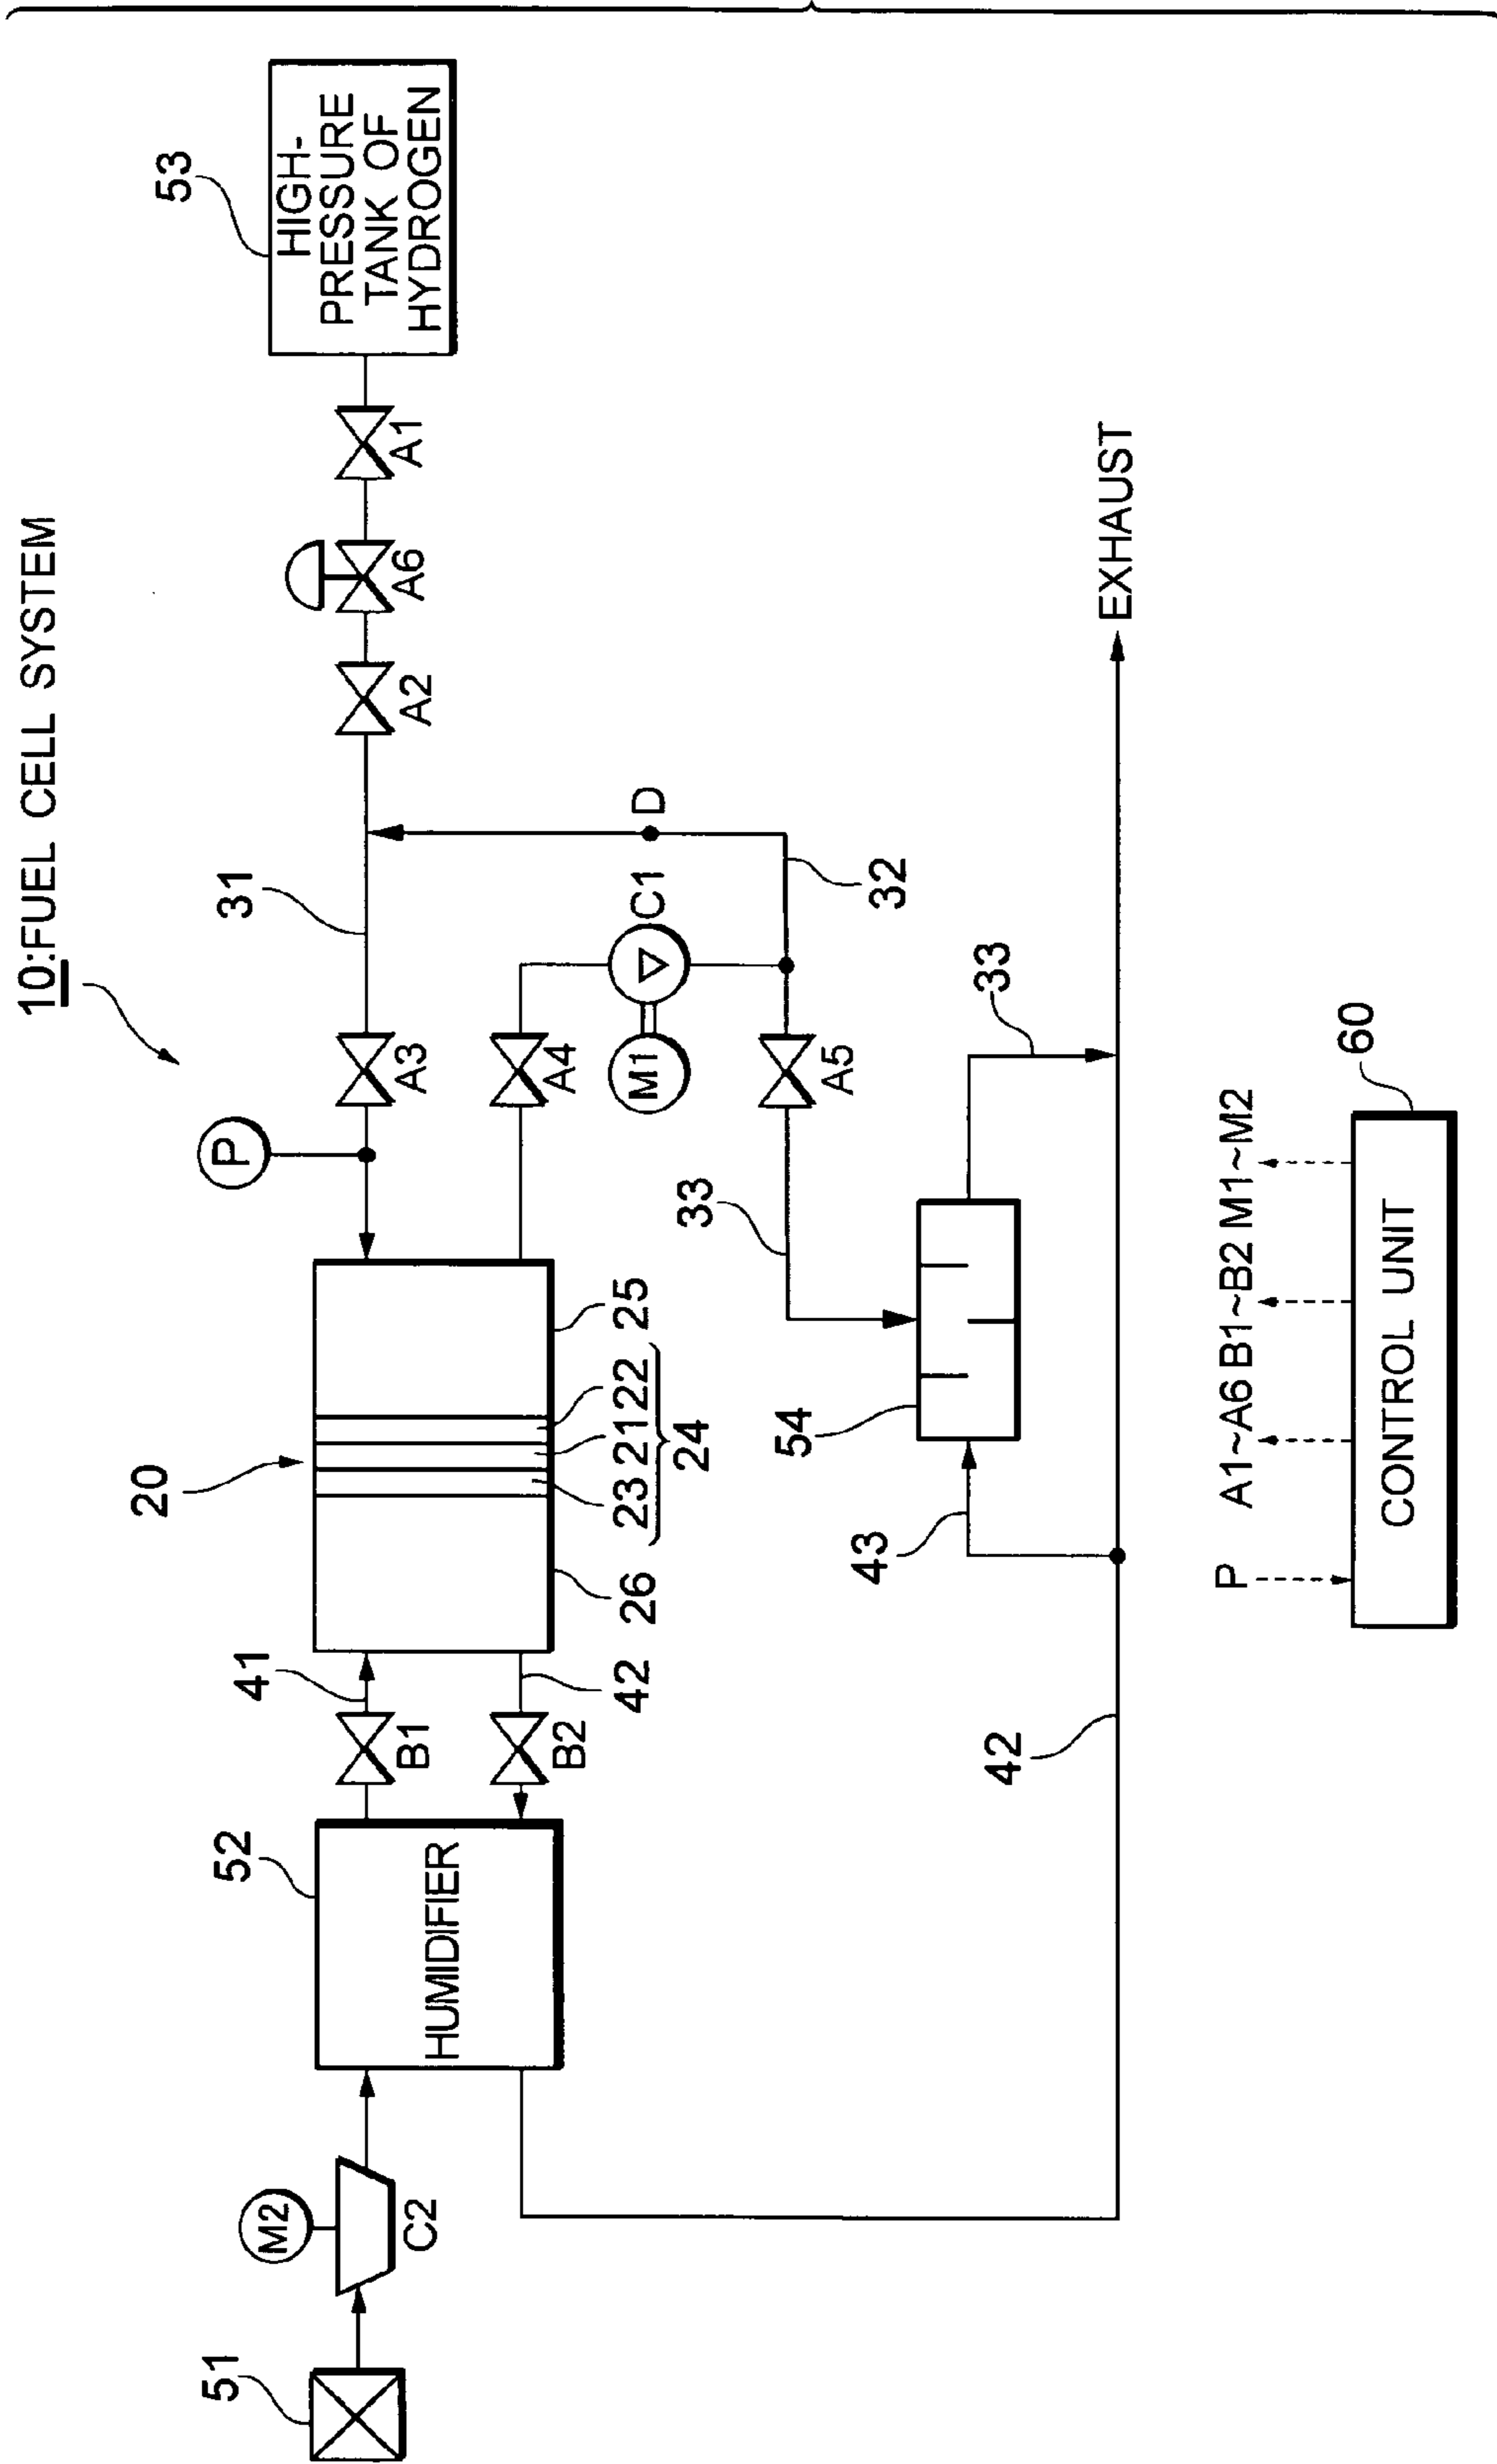 10:FUEL CELL SYSTEM
53
HIGH-
PRESSURE
TANK OF
HYDROGEN
A1
A6
A2
31
A3
P
D
C1
M1
A4
32
A5
33
33
20
25
22
21
23
24
26
41
42
B1
B2
52
HUMIDIFIER
M2
C2
51
54
43
42
EXHAUST
P
A1~A6
B1~B2
M1~M2
60
CONTROL UNIT